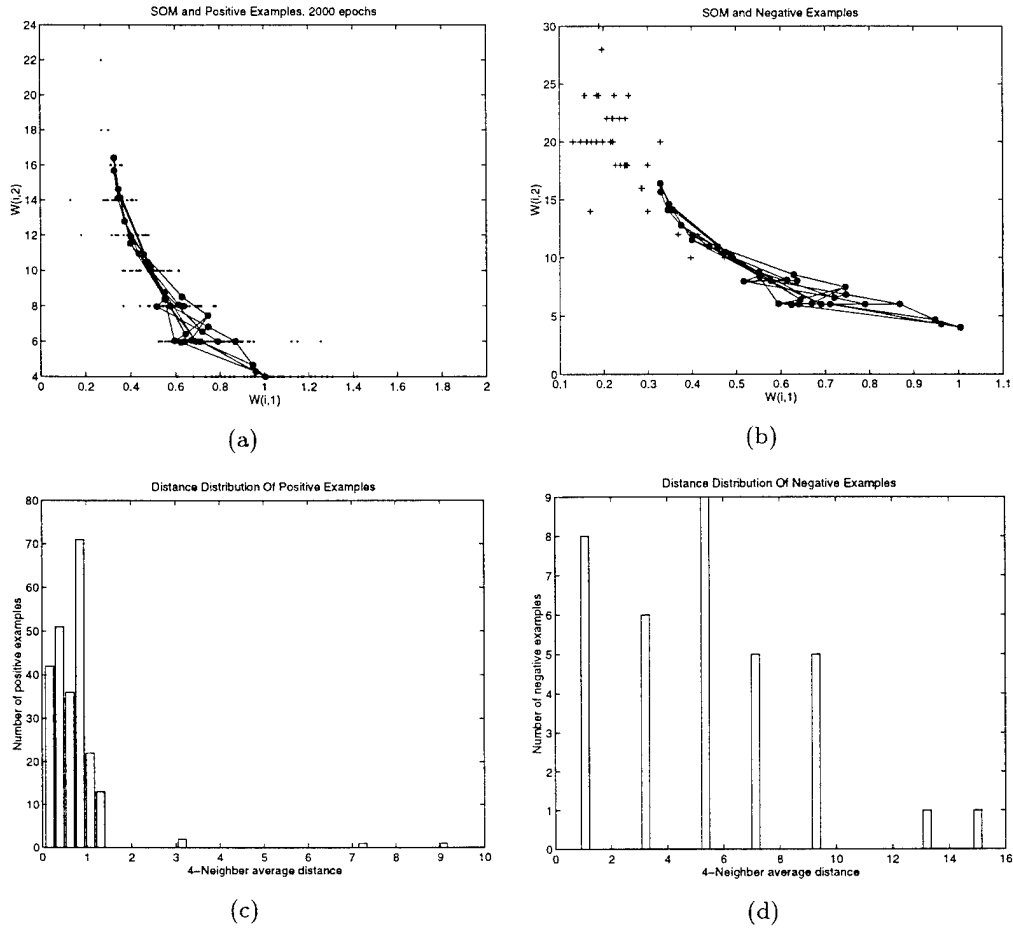 SOM and Positive Examples, 2000 epochs
24
22
20
18
16
14
12
10
8
6
4
W(i,2)
0 0.2 0.4 0.6 0.8 1 1.2 1.4 1.6 1.8 2
W(i,1)
(a)
SOM and Negative Examples
30
25
20
15
10
5
0
W(i,2)
0.1 0.2 0.3 0.4 0.5 0.6 0.7 0.8 0.9 1 1.1
W(i,1)
(b)
Distance Distribution Of Positive Examples
80
70
60
50
40
30
20
10
0
Number of positive examples
0 1 2 3 4 5 6 7 8 9 10
4-Neighber average distance
(c)
Distance Distribution Of Negative Examples
9
8
7
6
5
4
3
2
1
0
Number of negative examples
0 2 4 6 8 10 12 14 16
4-Neighber average distance
(d)